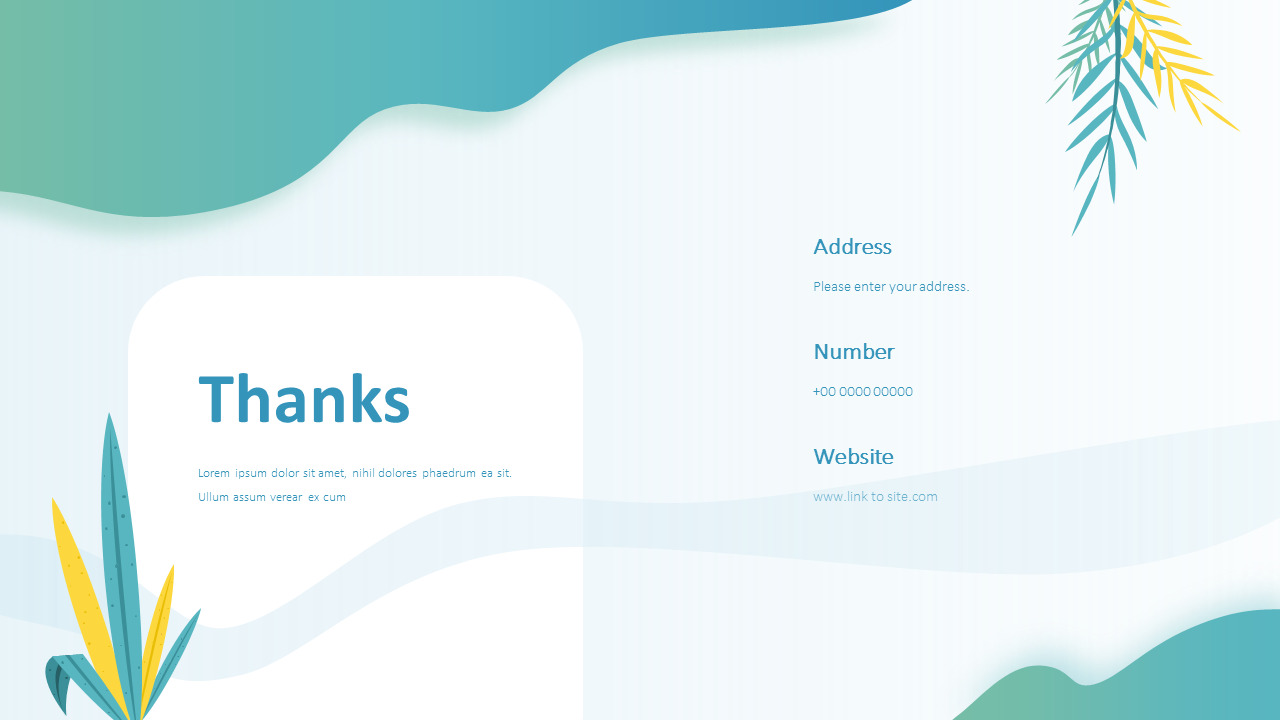 Thanks
Lorem ipsum dolor sit amet, nihil dolores phaedrum ea sit.
Ullum assum verear ex cum
Address
Please enter your address.
Number
+00 0000 00000
Website
www.link to site.com